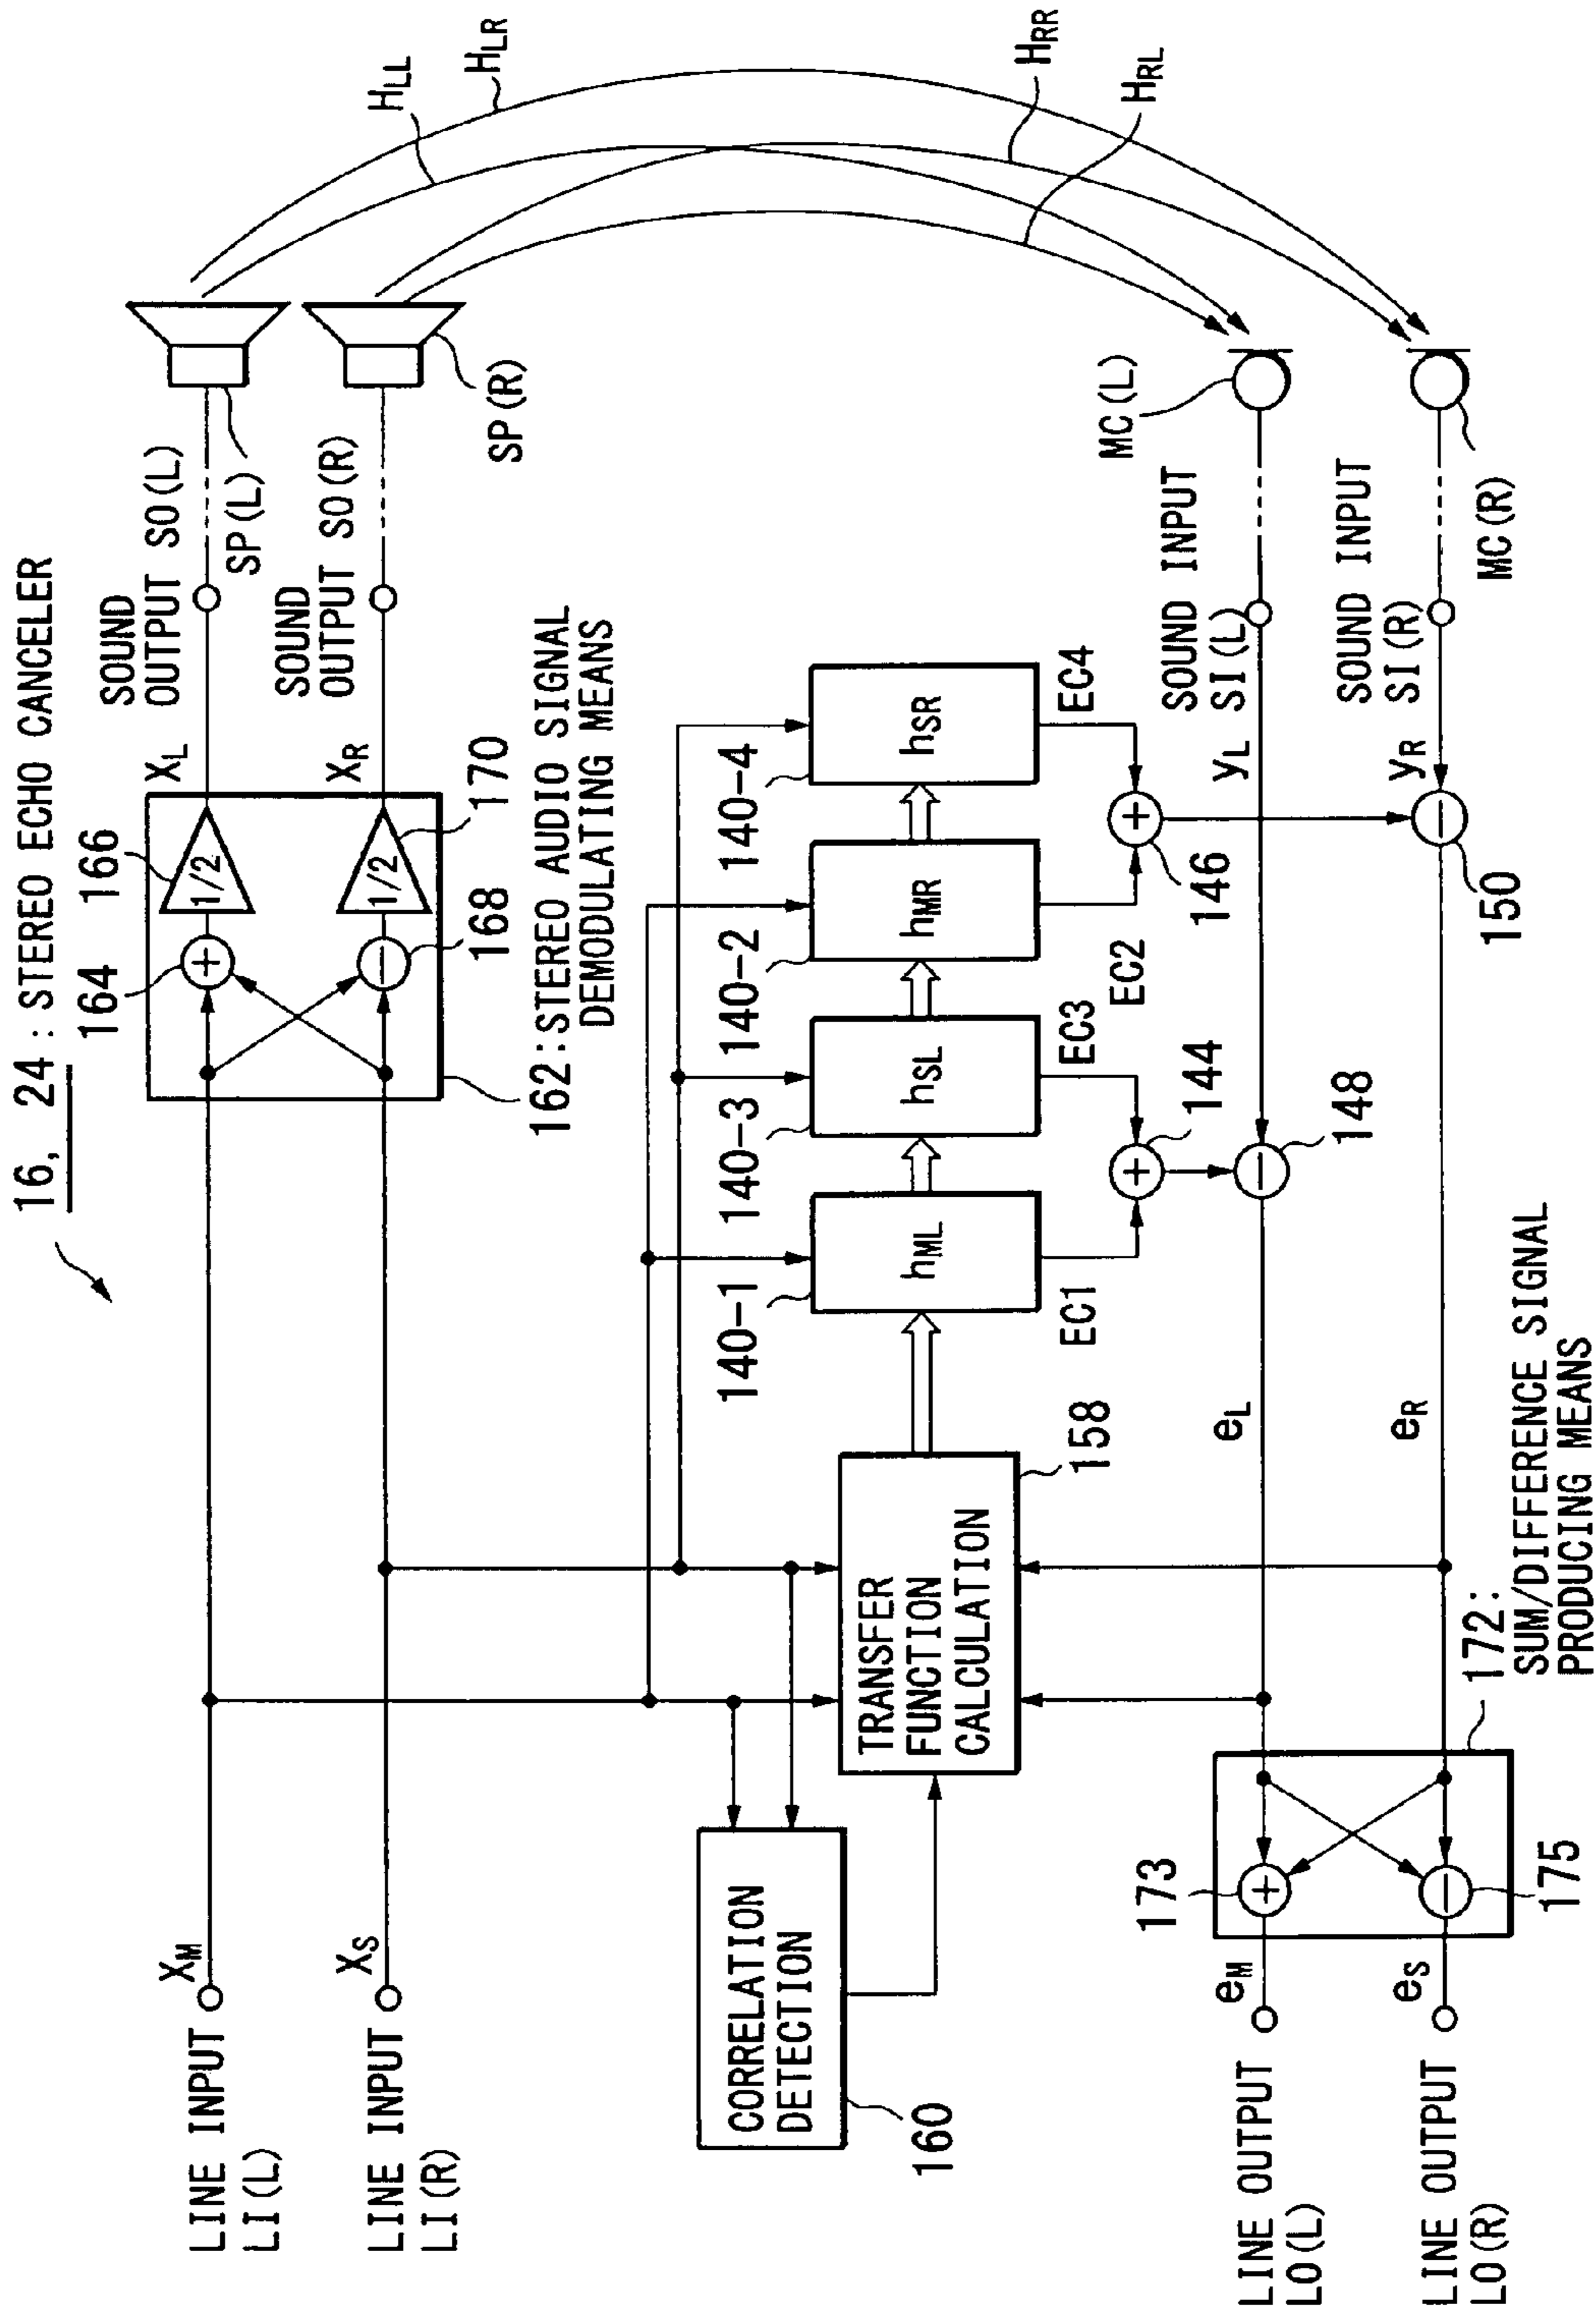 16, 24 : STEREO ECHO CANCELER
LINE INPUT
LI(L)
XM
164
166
1/2
XL
SOUND
OUTPUT SO(L)
SP(L)
HLL
HLR
LINE INPUT
LI(R)
XS
168
1/2
170
XR
SOUND
OUTPUT SO(R)
SP(R)
HRR
HRL
162:STEREO AUDIO SIGNAL
DEMODULATING MEANS
CORRELATION
DETECTION
160
TRANSFER
FUNCTION
CALCULATION
158
140-1
hML
140-3
hSL
140-2
hMR
140-4
hSR
EC1
EC3
EC2
EC4
144
146
LINE OUTPUT
LO(L)
eM
173
eL
148
yL
SOUND INPUT
SI(L)
MC(L)
LINE OUTPUT
LO(R)
eS
175
eR
150
yR
SOUND INPUT
SI(R)
MC(R)
172:
SUM/DIFFERENCE SIGNAL
PRODUCING MEANS